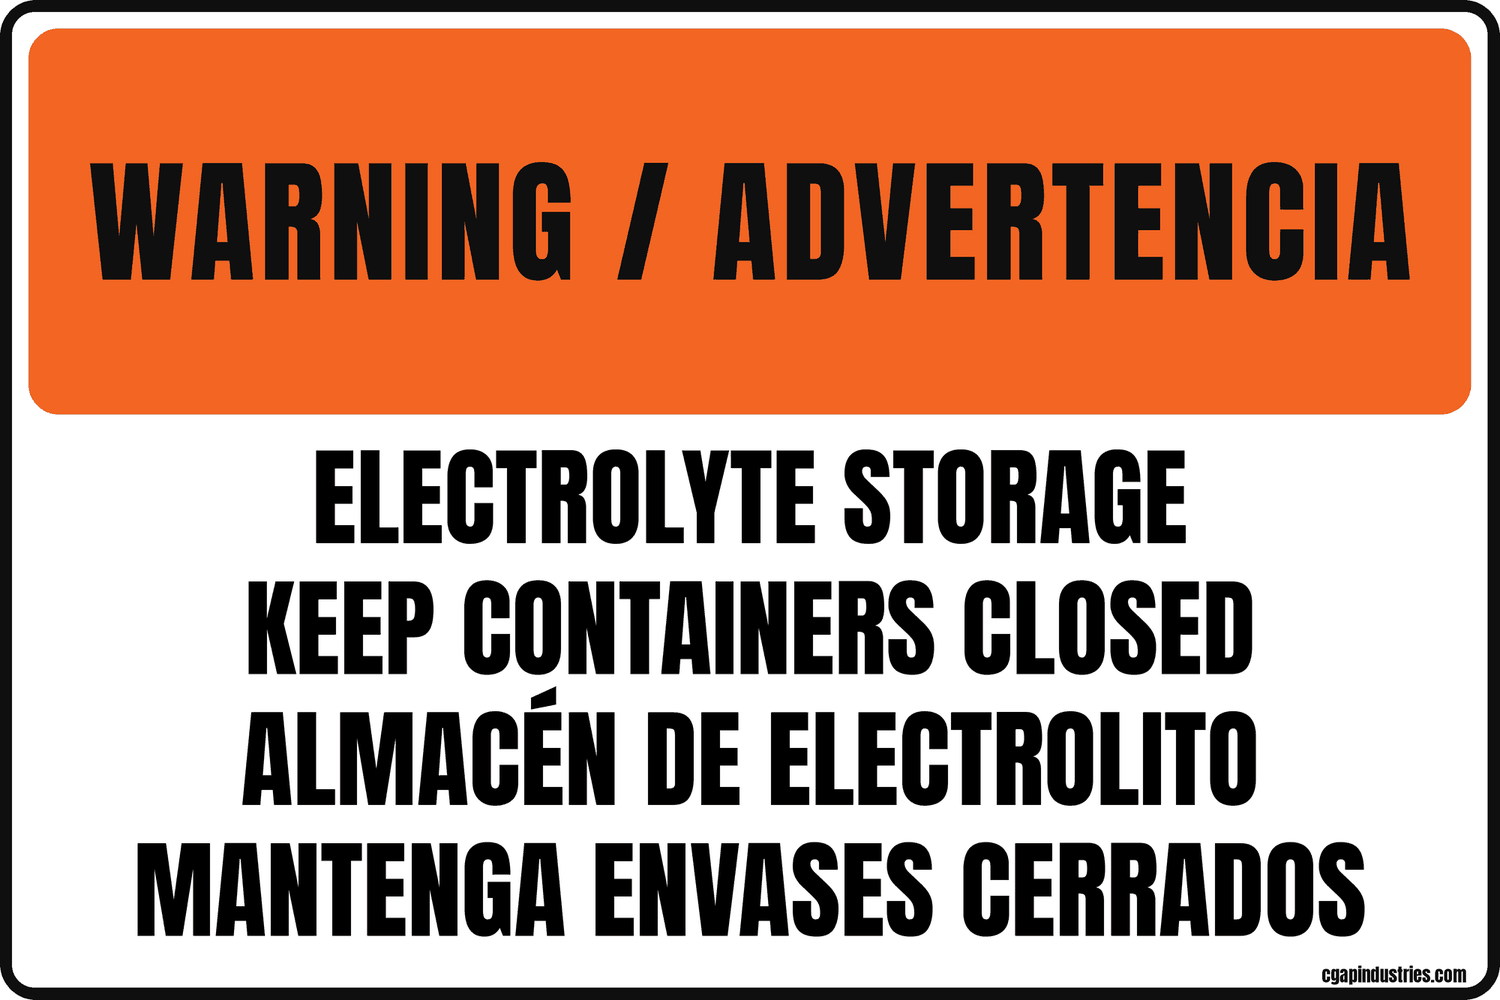 WARNING / ADVERTENCIA
ELECTROLYTE STORAGE
KEEP CONTAINERS CLOSED
ALMACÉN DE ELECTROLITO
MANTENGA ENVASES CERRADOS
cgapindustries.com